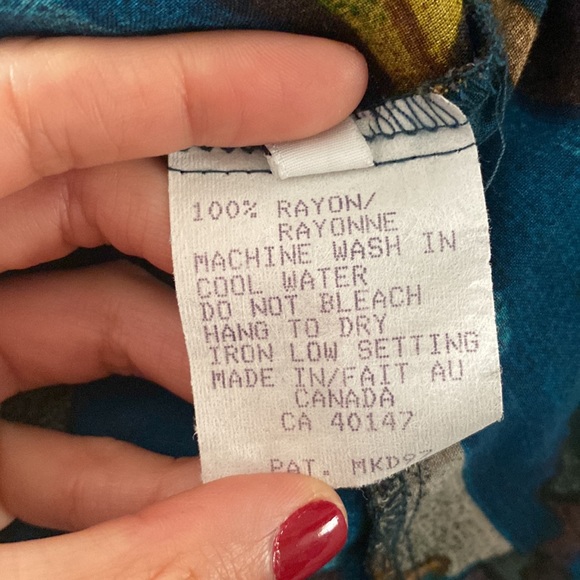 100% RAYON/
RAYONNE
MACHINE WASH IN
COOL WATER
DO NOT BLEACH
HANG TO DRY
IRON LOW SETTING
MADE IN/FAIT AU
CANADA
CA 40147
PAT.